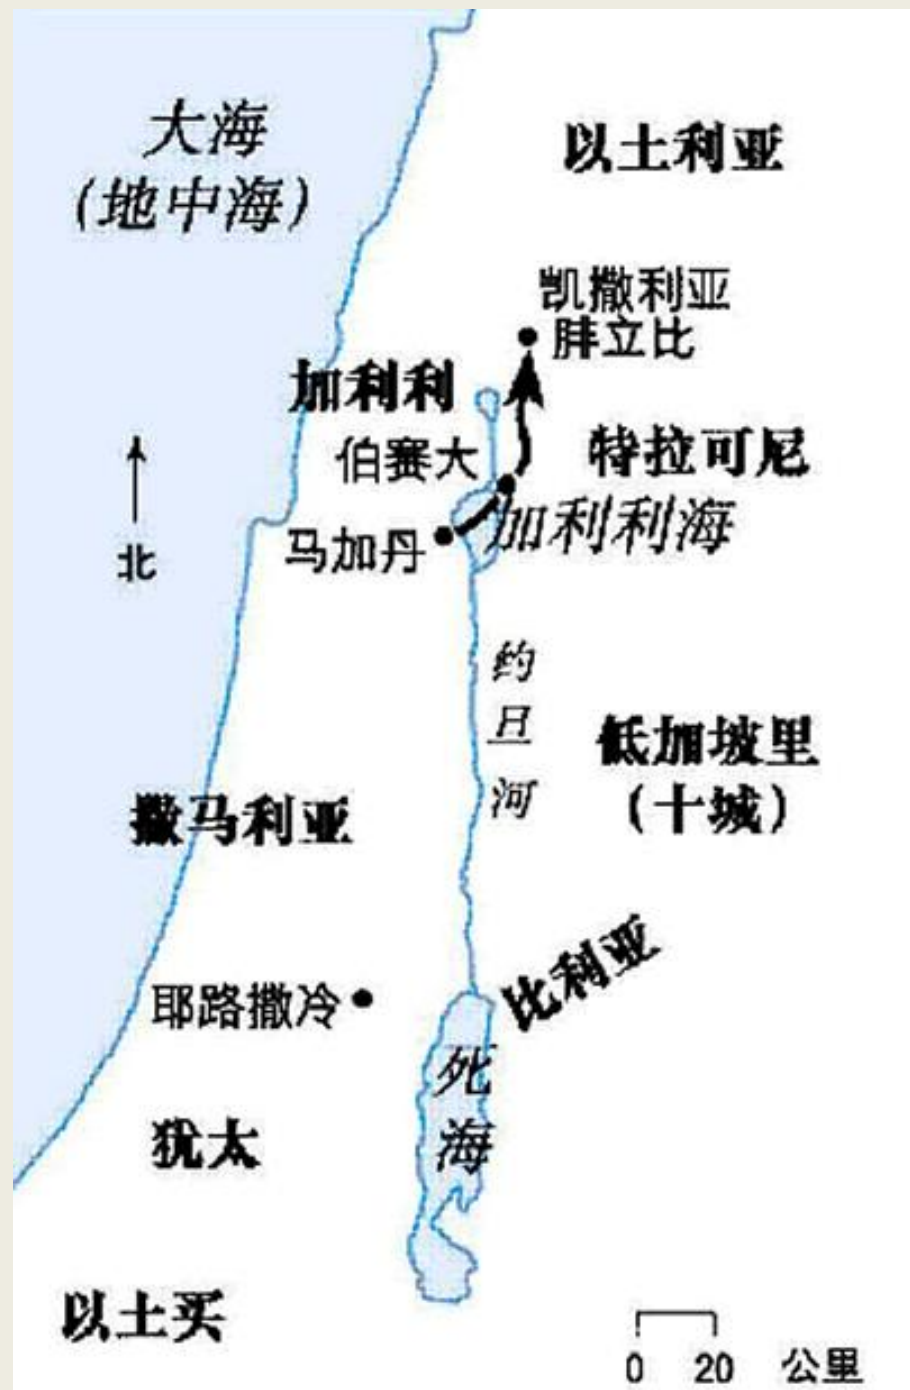 大海
(地中海)
以土利亚
凯撒利亚
腓立比
加利利
伯赛大
特拉可尼
加利利海
马加丹
北
约
旦
河
低加坡里
(十城)
撒马利亚
比利亚
耶路撒冷
死
海
犹太
以土买
0 20 公里